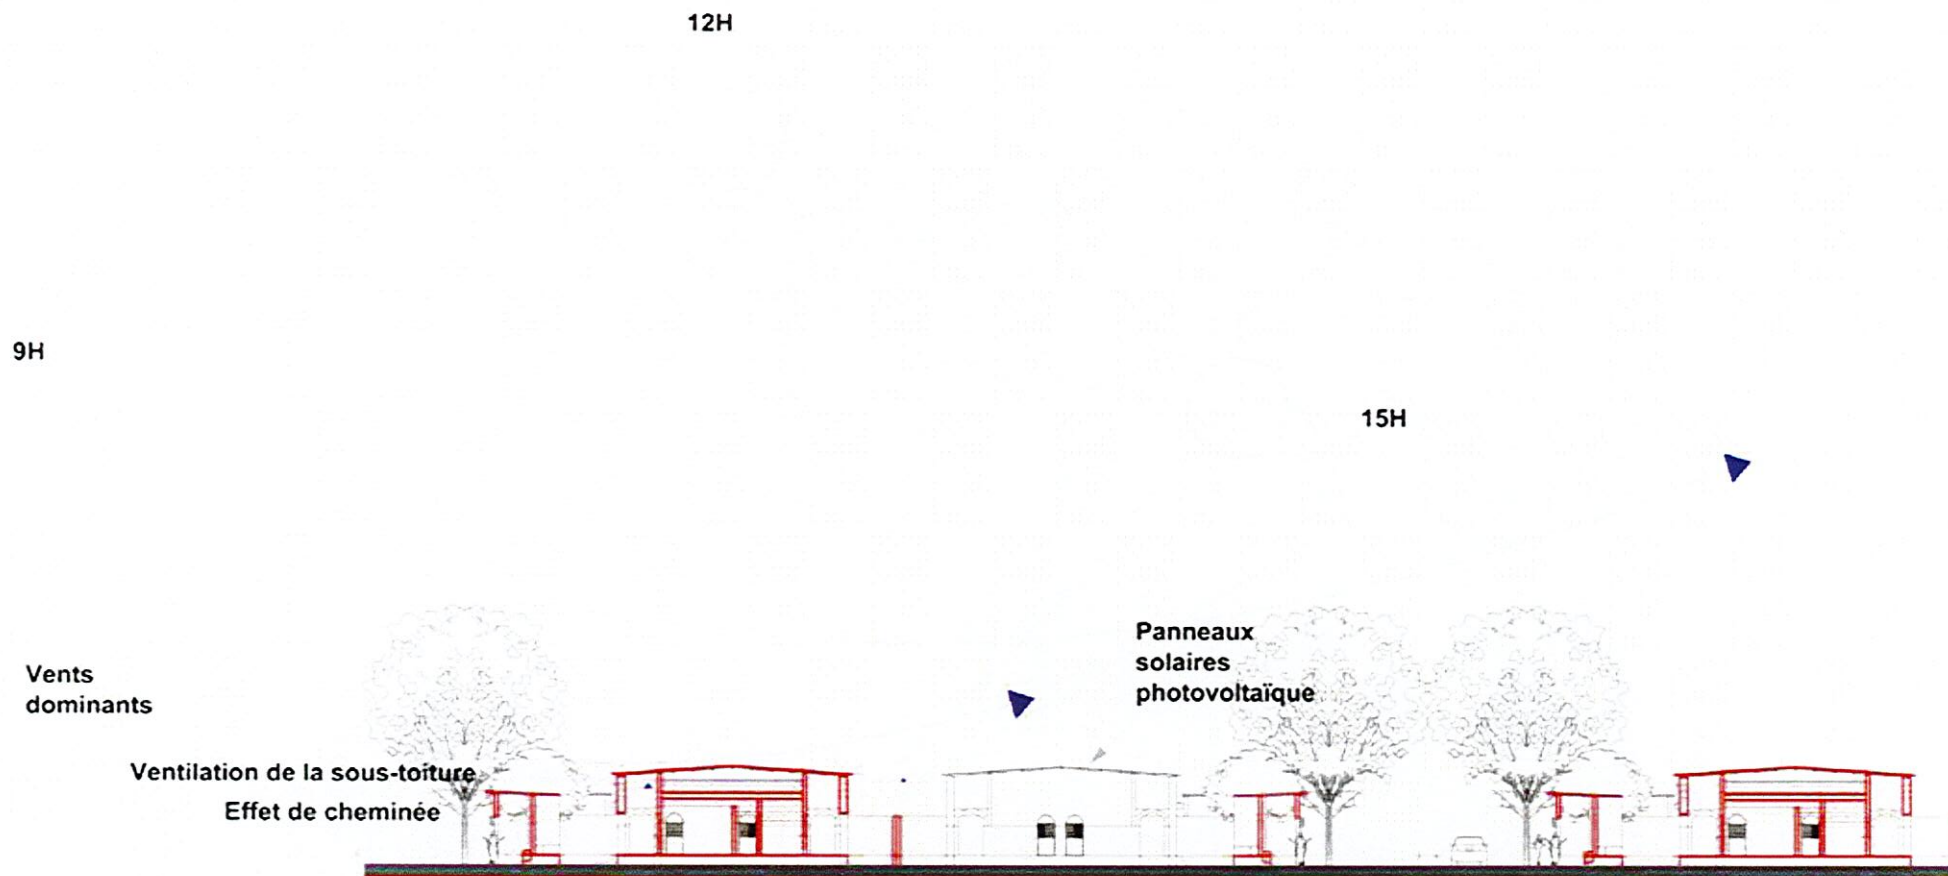 12H
9H
15H
Panneaux
solaires
photovoltaïque
Vents
dominants
Ventilation de la sous-toiture
Effet de cheminée